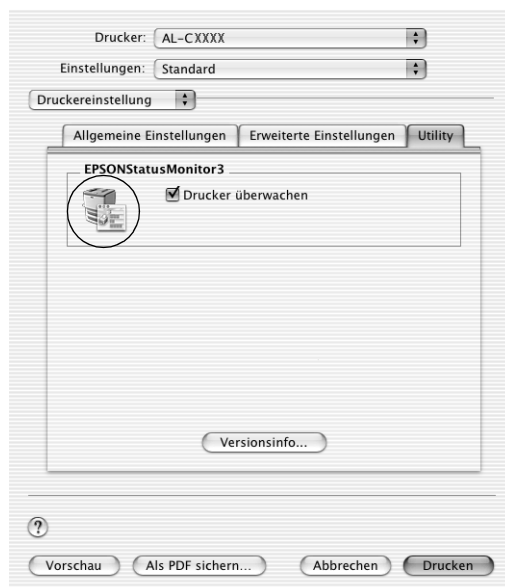 Drucker: AL-CXXXX
Einstellungen: Standard
Druckereinstellung
Allgemeine Einstellungen Erweiterte Einstellungen Utility
EPSONStatusMonitor3
Drucker überwachen
Versionsinfo...
?
Vorschau Als PDF sichern... Abbrechen Drucken